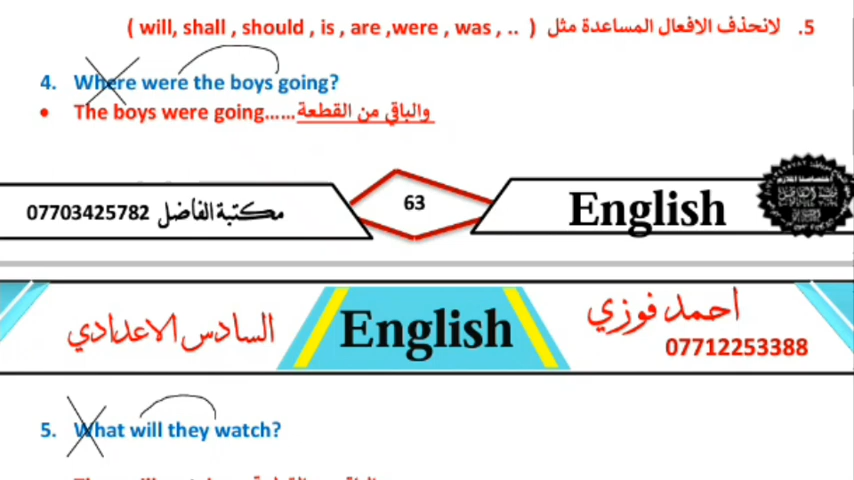 5. لانحذف الافعال المساعدة مثل ( will, shall , should , is , are ,were , was , .. )
4. Where were the boys going?
• The boys were going......والباقي من القطعة
07703425782 مكتبة الفاضل
63
English
السادس الاعدادي
English
احمد فوزي
07712253388
5. What will they watch?